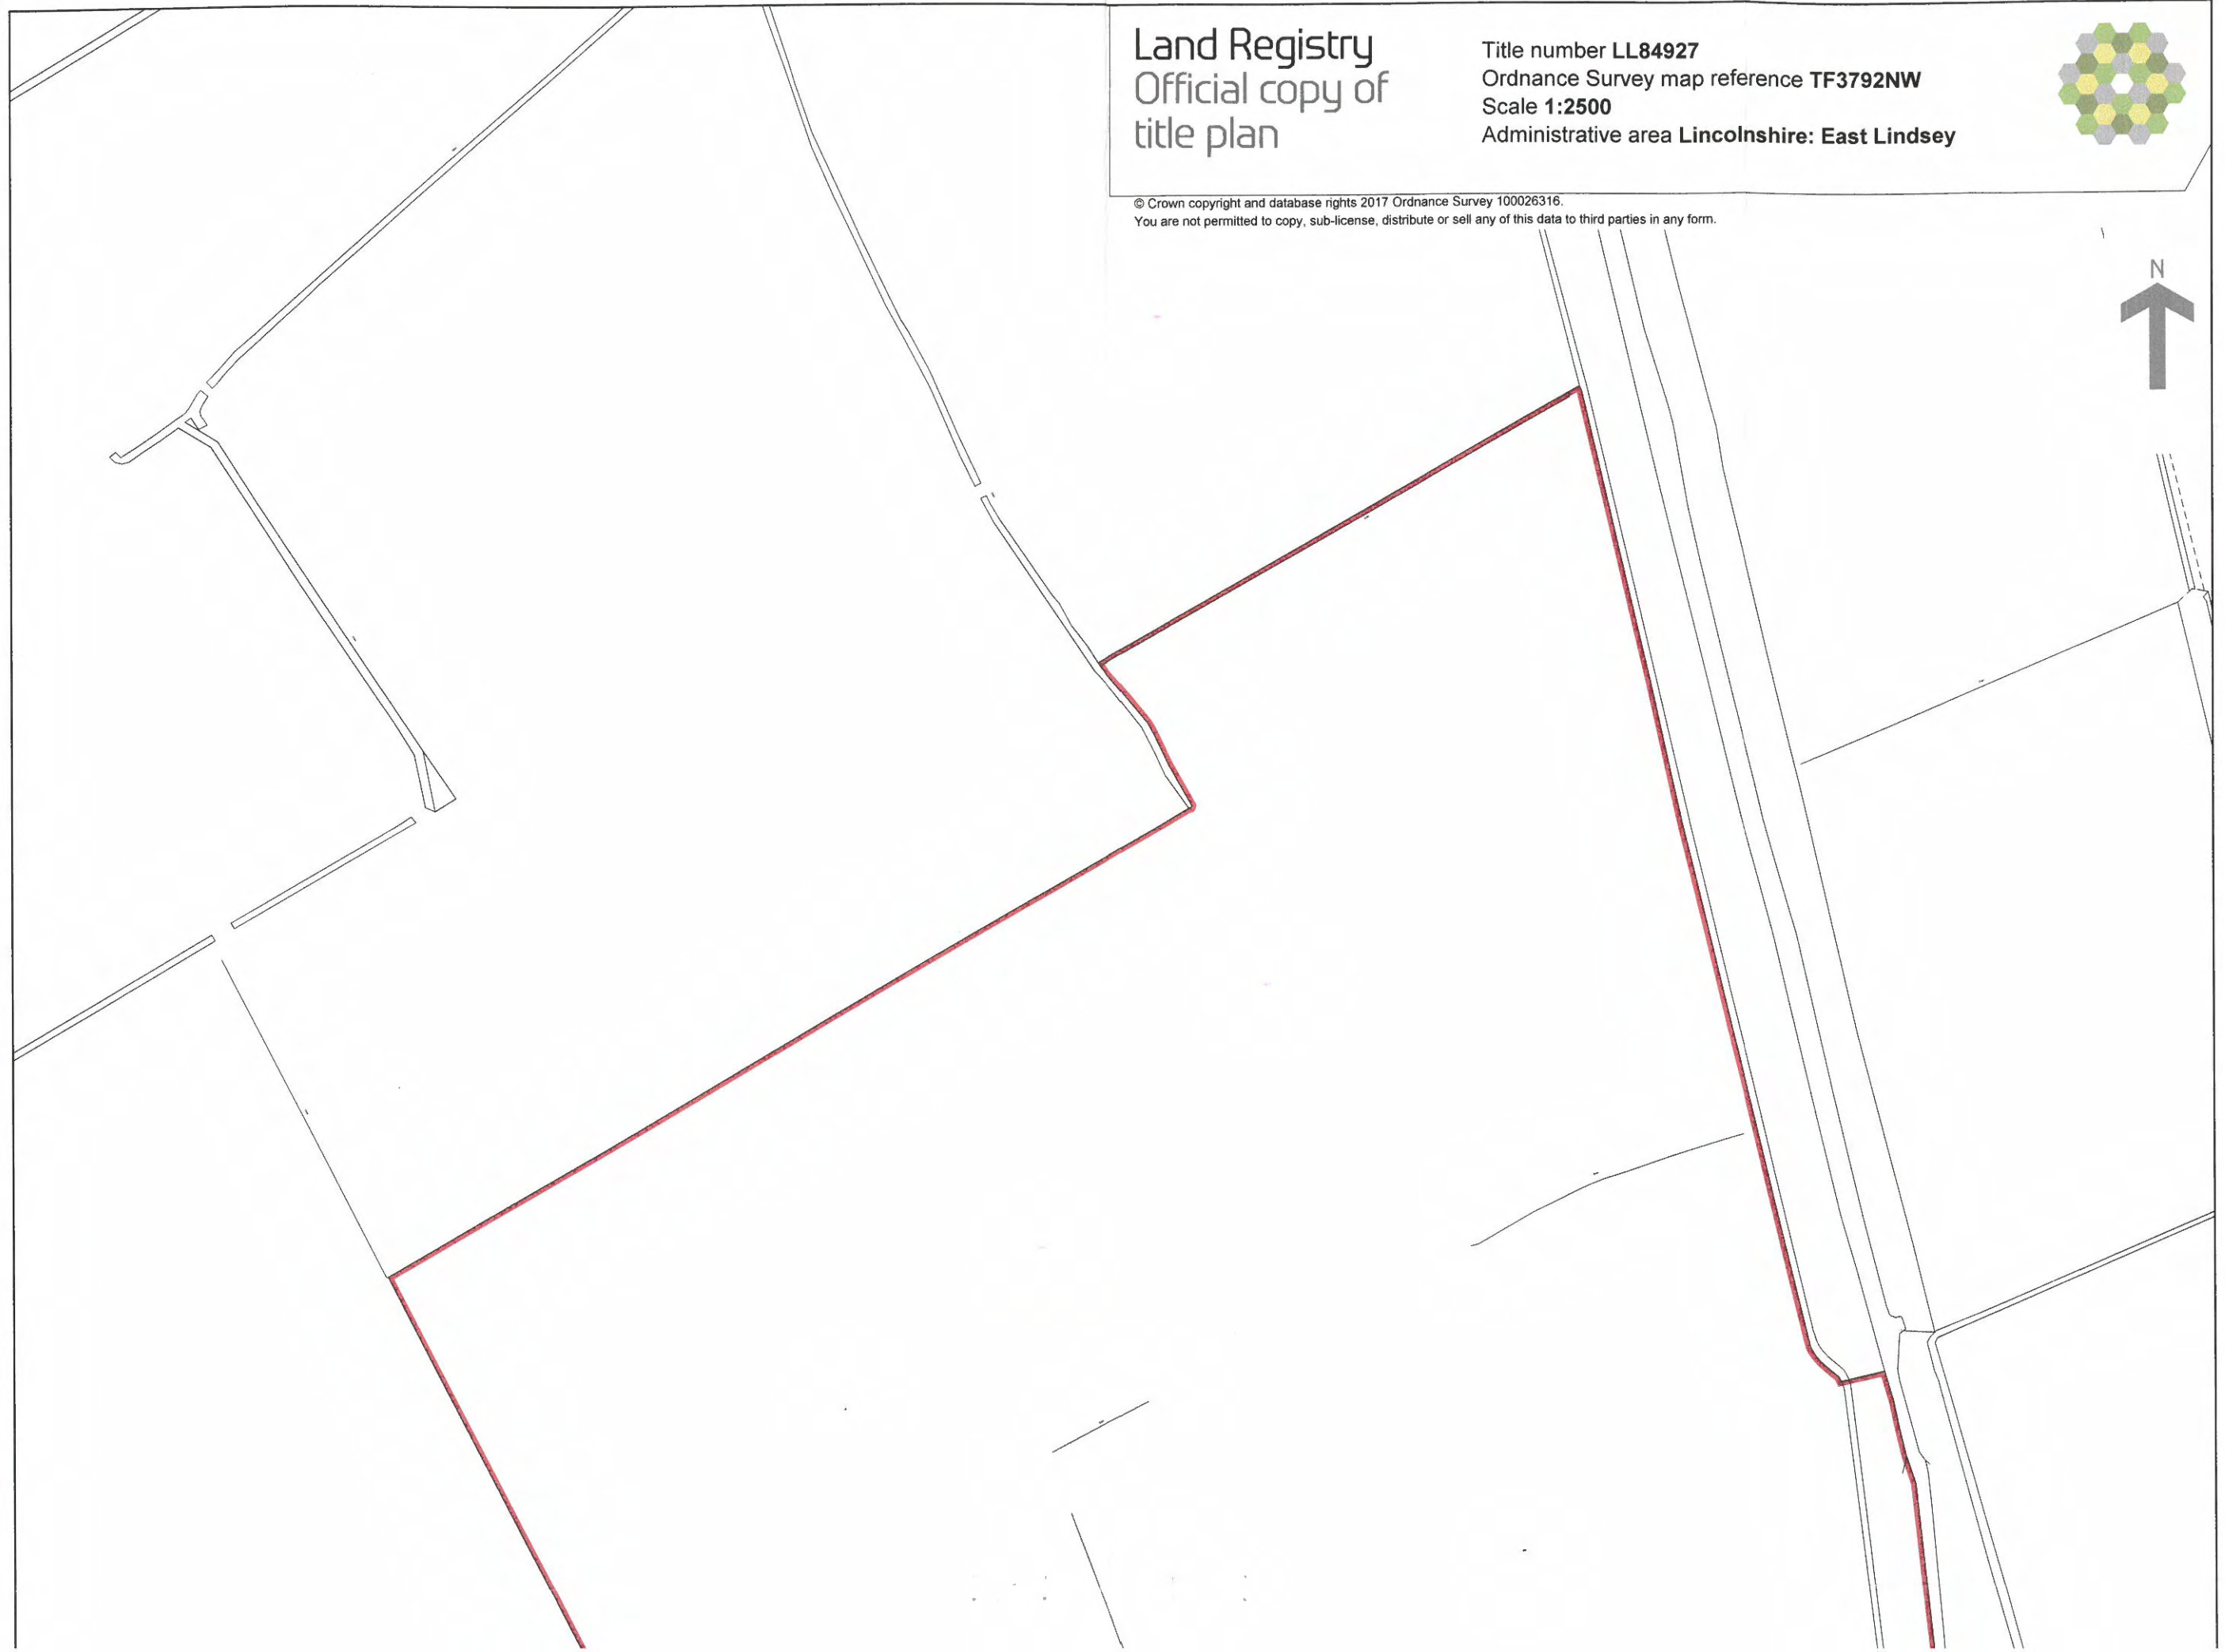 Land Registry
Official copy of
title plan
Title number LL84927
Ordnance Survey map reference TF3792NW
Scale 1:2500
Administrative area Lincolnshire: East Lindsey
© Crown copyright and database rights 2017 Ordnance Survey 100026316.
You are not permitted to copy, sub-license, distribute or sell any of this data to third parties in any form.
N